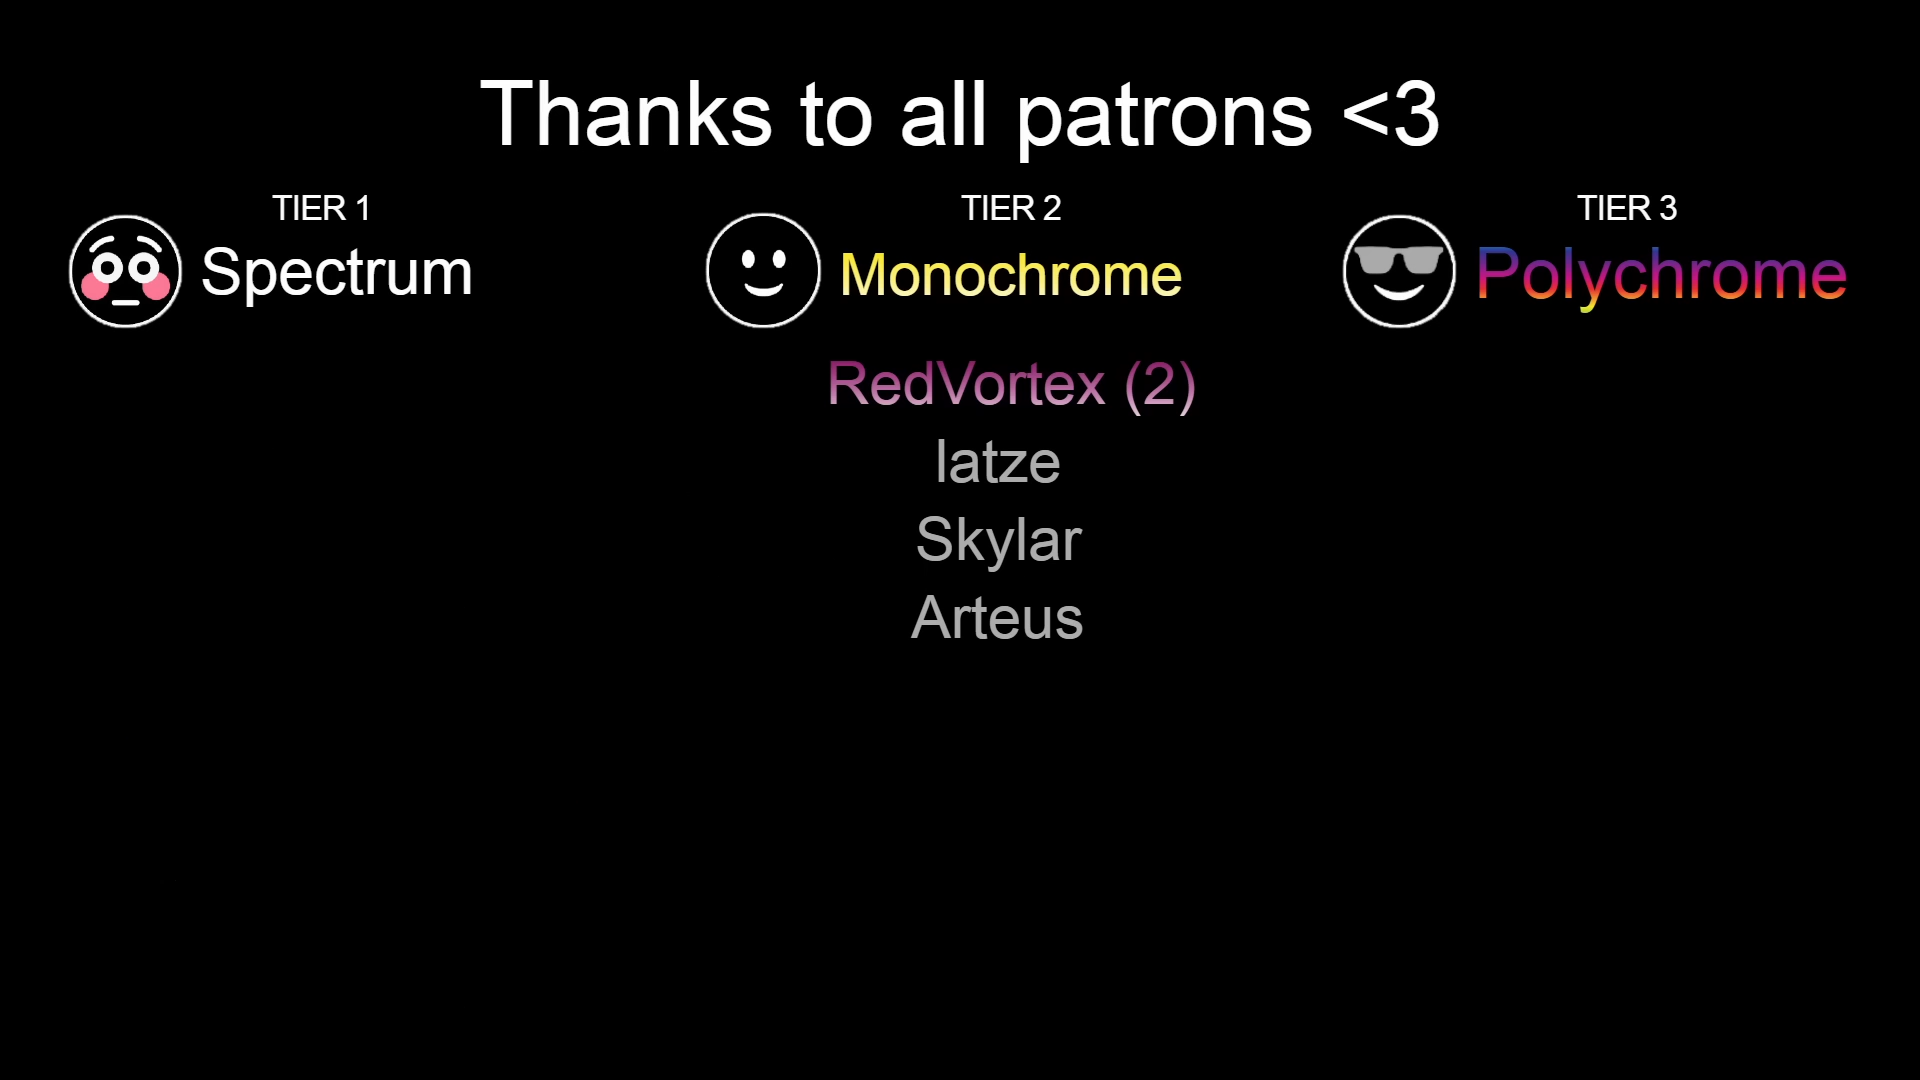 Thanks to all patrons <3
TIER 1
Spectrum
TIER 2
Monochrome
TIER 3
Polychrome
RedVortex (2)
latze
Skylar
Arteus